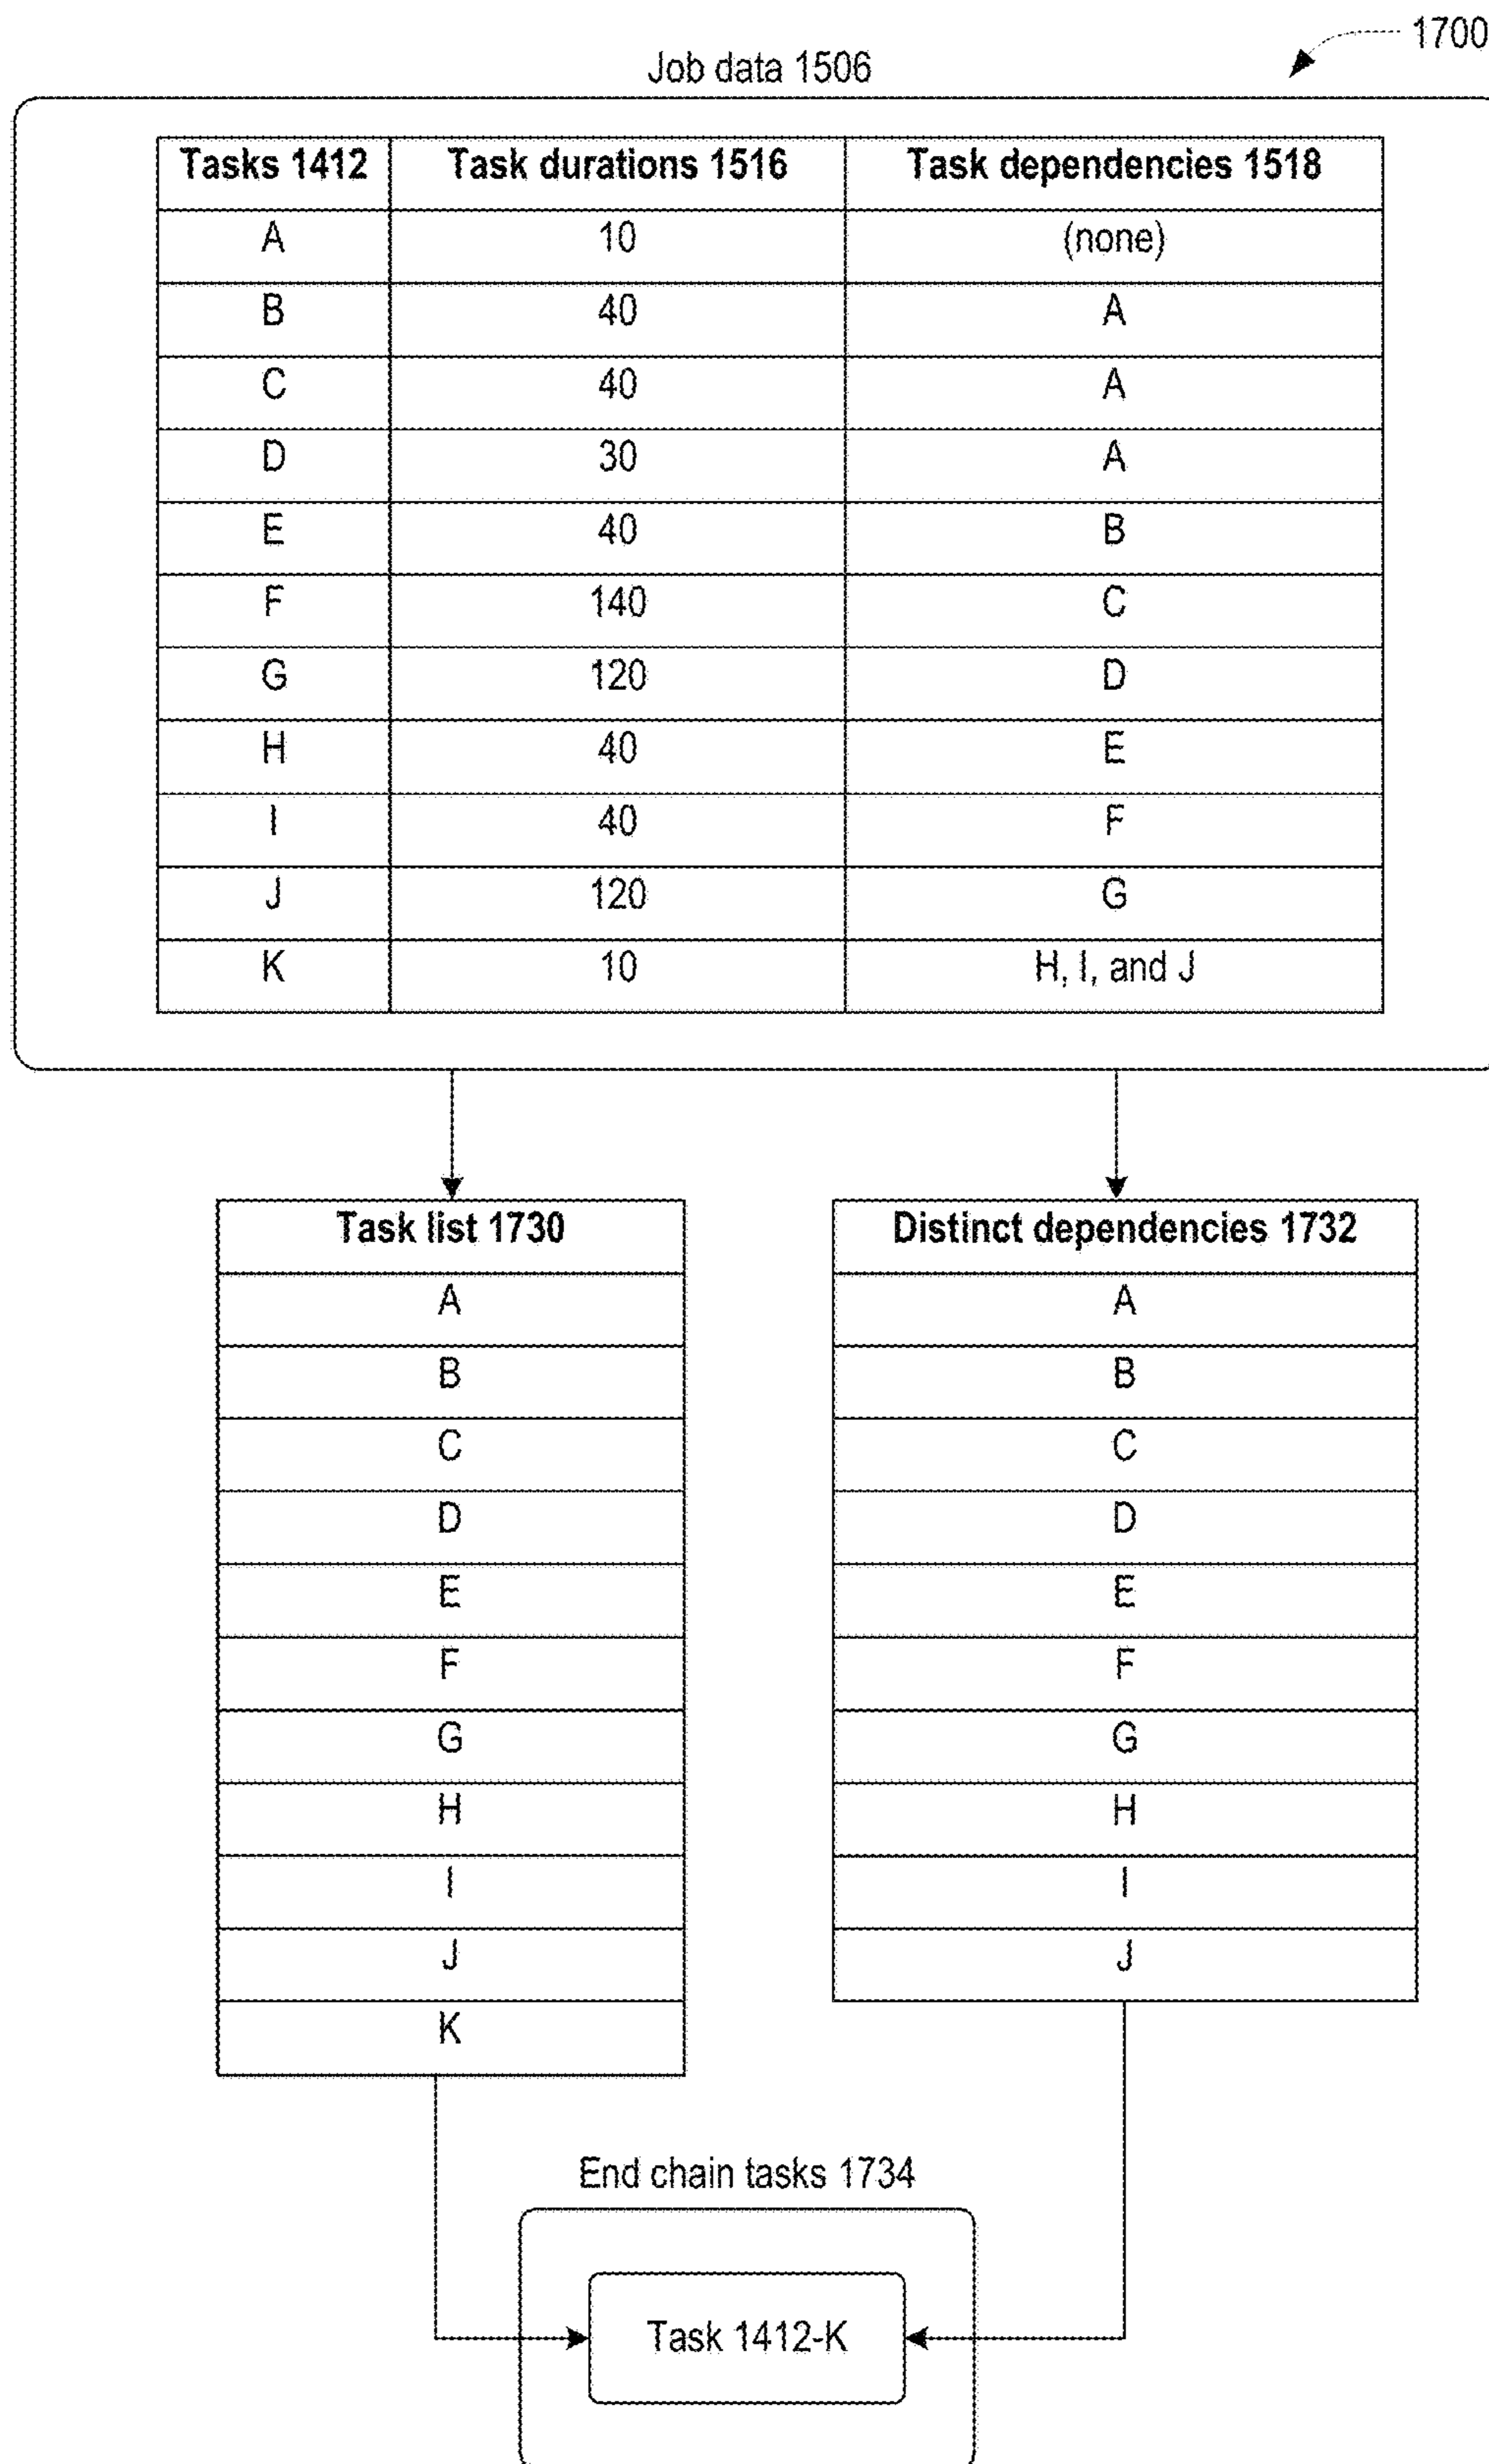 1700
Job data 1506
Tasks 1412 Task durations 1516 Task dependencies 1518
A 10 (none)
B 40 A
C 40 A
D 30 A
E 40 B
F 140 C
G 120 D
H 40 E
I 40 F
J 120 G
K 10 H, I, and J
Task list 1730 Distinct dependencies 1732
A A
B B
C C
D D
E E
F F
G G
H H
I I
J J
K
End chain tasks 1734
Task 1412-K